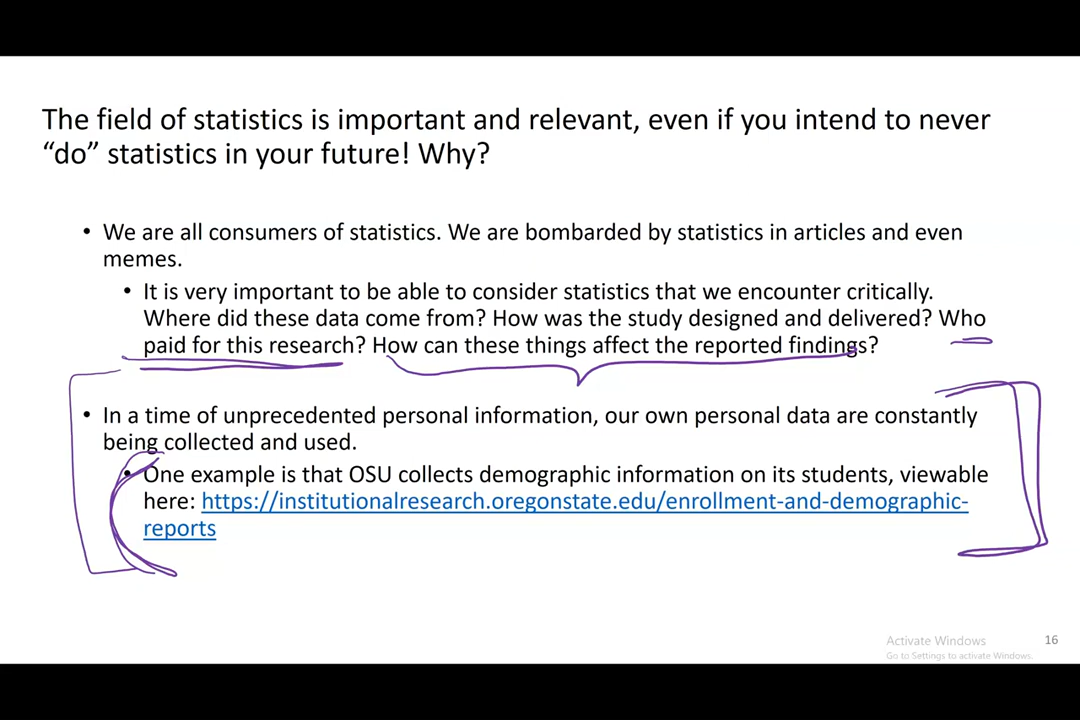 The field of statistics is important and relevant, even if you intend to never
“do” statistics in your future! Why?
• We are all consumers of statistics. We are bombarded by statistics in articles and even
memes.
• It is very important to be able to consider statistics that we encounter critically.
Where did these data come from? How was the study designed and delivered? Who
paid for this research? How can these things affect the reported findings?
• In a time of unprecedented personal information, our own personal data are constantly
being collected and used.
• One example is that OSU collects demographic information on its students, viewable
here: https://institutionalresearch.oregonstate.edu/enrollment-and-demographic-
reports
Activate Windows
Go to Settings to activate Windows.
16